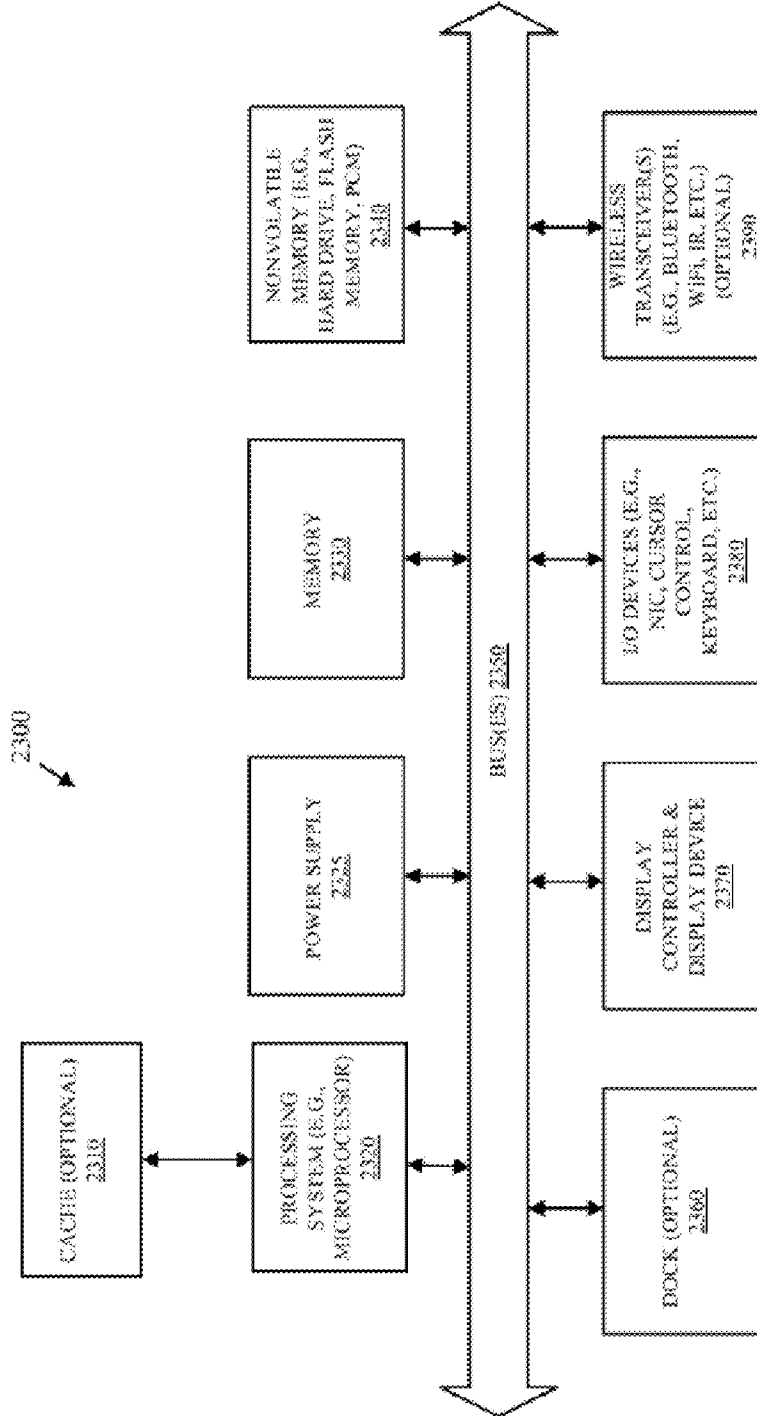 2300
CACHE (OPTIONAL)
2310
PROCESSING
SYSTEM (E.G.,
MICROPROCESSOR)
2320
POWER SUPPLY
2325
MEMORY
2330
NONVOLATILE
MEMORY (E.G.,
HARD DRIVE, FLASH
MEMORY, PCM)
2340
BUS(ES) 2350
DOCK (OPTIONAL)
2360
DISPLAY
CONTROLLER &
DISPLAY DEVICE
2370
I/O DEVICES (E.G.,
NIC, CURSOR
CONTROL,
KEYBOARD, ETC.)
2380
WIRELESS
TRANSCEIVER(S)
(E.G., BLUETOOTH,
WiFi, IR, ETC.)
(OPTIONAL)
2390